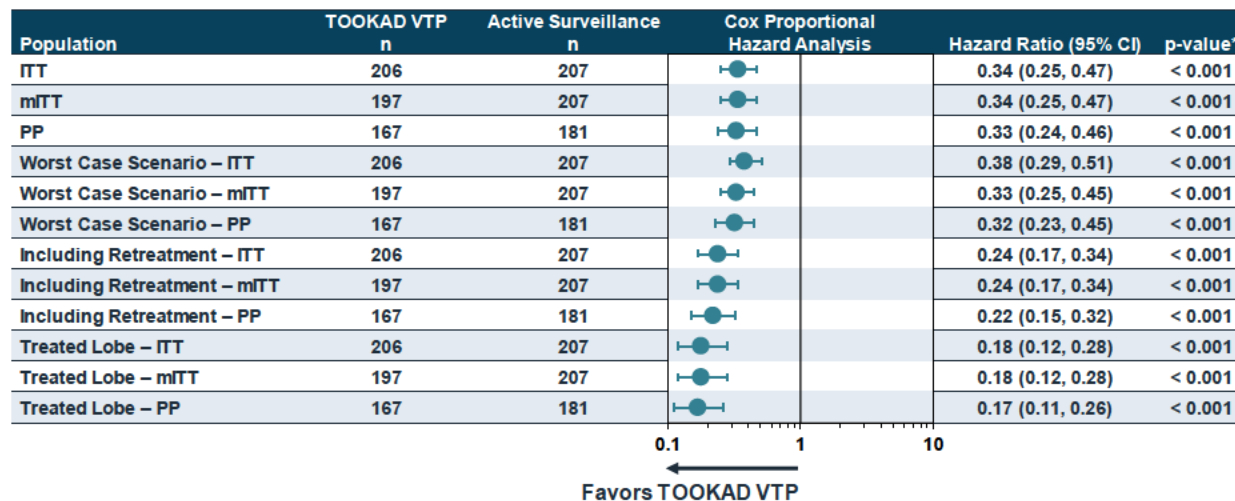 TOOKAD VTP Active Surveillance Cox Proportional
Population n n Hazard Analysis Hazard Ratio (95% CI) p-value*
ITT 206 207 0.34 (0.25, 0.47) < 0.001
mITT 197 207 0.34 (0.25, 0.47) < 0.001
PP 167 181 0.33 (0.24, 0.46) < 0.001
Worst Case Scenario – ITT 206 207 0.38 (0.29, 0.51) < 0.001
Worst Case Scenario – mITT 197 207 0.33 (0.25, 0.45) < 0.001
Worst Case Scenario – PP 167 181 0.32 (0.23, 0.45) < 0.001
Including Retreatment – ITT 206 207 0.24 (0.17, 0.34) < 0.001
Including Retreatment – mITT 197 207 0.24 (0.17, 0.34) < 0.001
Including Retreatment – PP 167 181 0.22 (0.15, 0.32) < 0.001
Treated Lobe – ITT 206 207 0.18 (0.12, 0.28) < 0.001
Treated Lobe – mITT 197 207 0.18 (0.12, 0.28) < 0.001
Treated Lobe – PP 167 181 0.17 (0.11, 0.26) < 0.001
0.1 1 10
Favors TOOKAD VTP